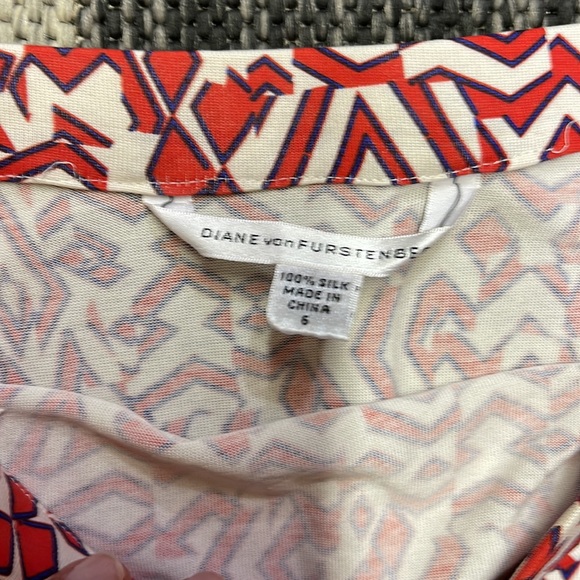 DIANE von FURSTENBE
100% SILK
MADE IN
CHINA
6